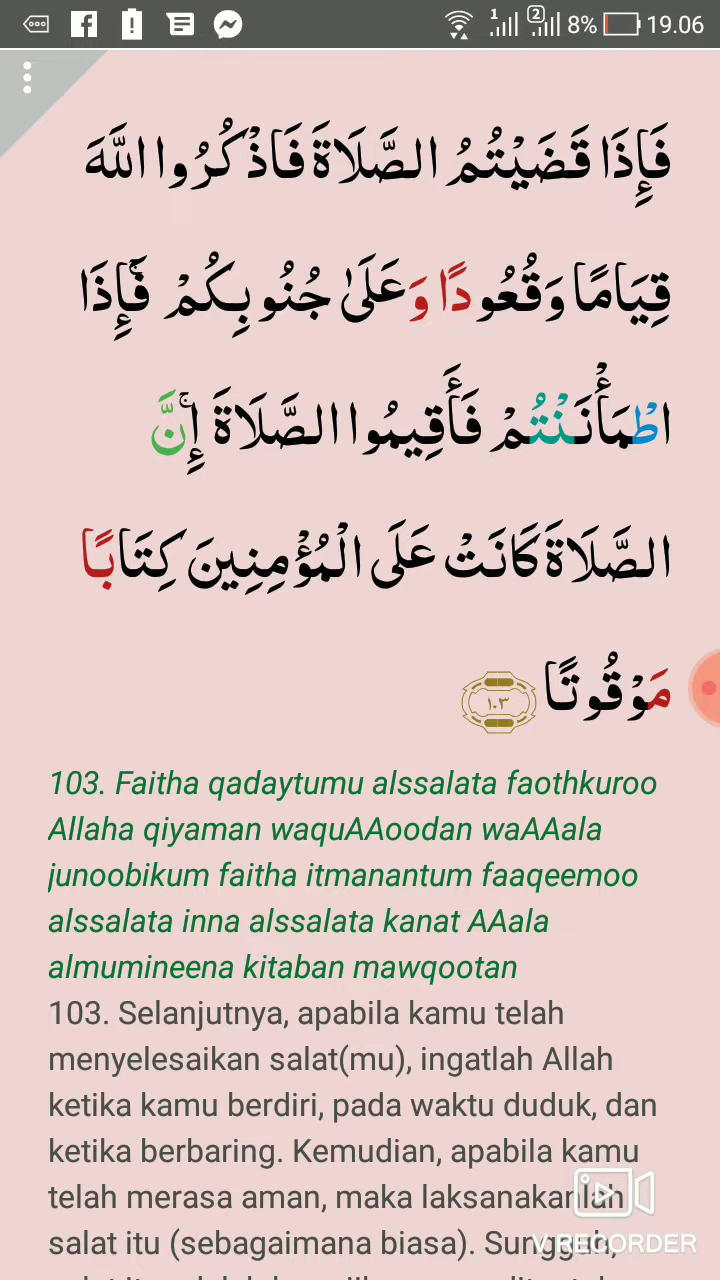 1 2 8% 19.06
فَإِذَا قَضَيْتُمُ الصَّلَاةَ فَاذْكُرُوا اللَّهَ
قِيَامًا وَقُعُودًا وَعَلَىٰ جُنُوبِكُمْ ۚ فَإِذَا
اطْمَأْنَنْتُمْ فَأَقِيمُوا الصَّلَاةَ ۚ إِنَّ
الصَّلَاةَ كَانَتْ عَلَى الْمُؤْمِنِينَ كِتَابًا
مَوْقُوتًا ١٠٣
103. Faitha qadaytumu alssalata faothkuroo
Allaha qiyaman waquAAoodan waAAala
junoobikum faitha itmanantum faaqeemoo
alssalata inna alssalata kanat AAala
almumineena kitaban mawqootan
103. Selanjutnya, apabila kamu telah
menyelesaikan salat(mu), ingatlah Allah
ketika kamu berdiri, pada waktu duduk, dan
ketika berbaring. Kemudian, apabila kamu
telah merasa aman, maka laksanakanlah
salat itu (sebagaimana biasa). Sungguh,
V RECORDER